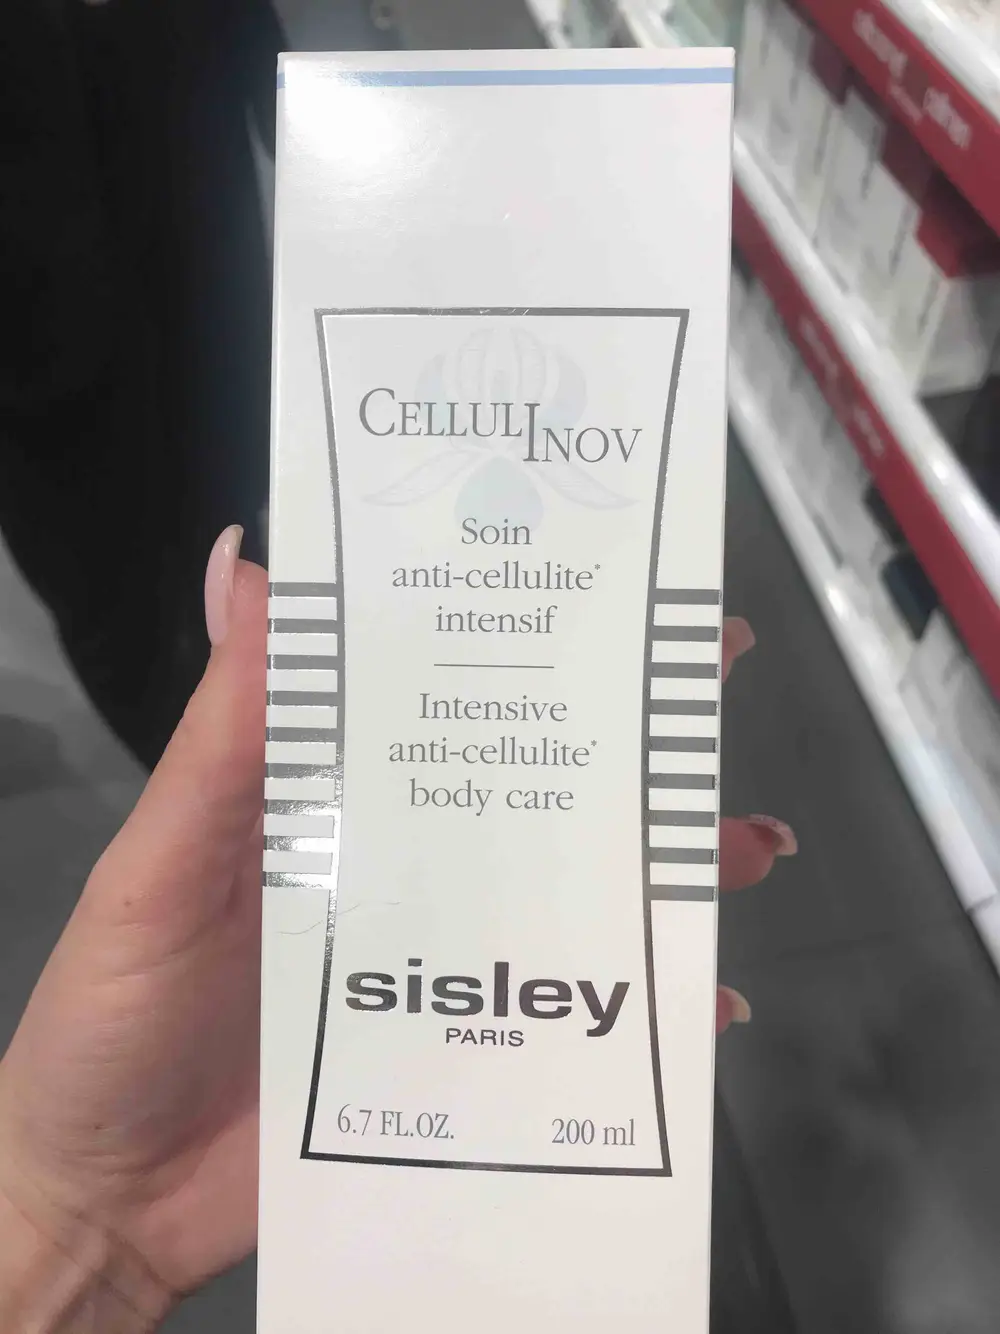 CELLULINOV
Soin
anti-cellulite*
intensif
Intensive
anti-cellulite*
body care
sisley
PARIS
6.7 FL.OZ. 200 ml